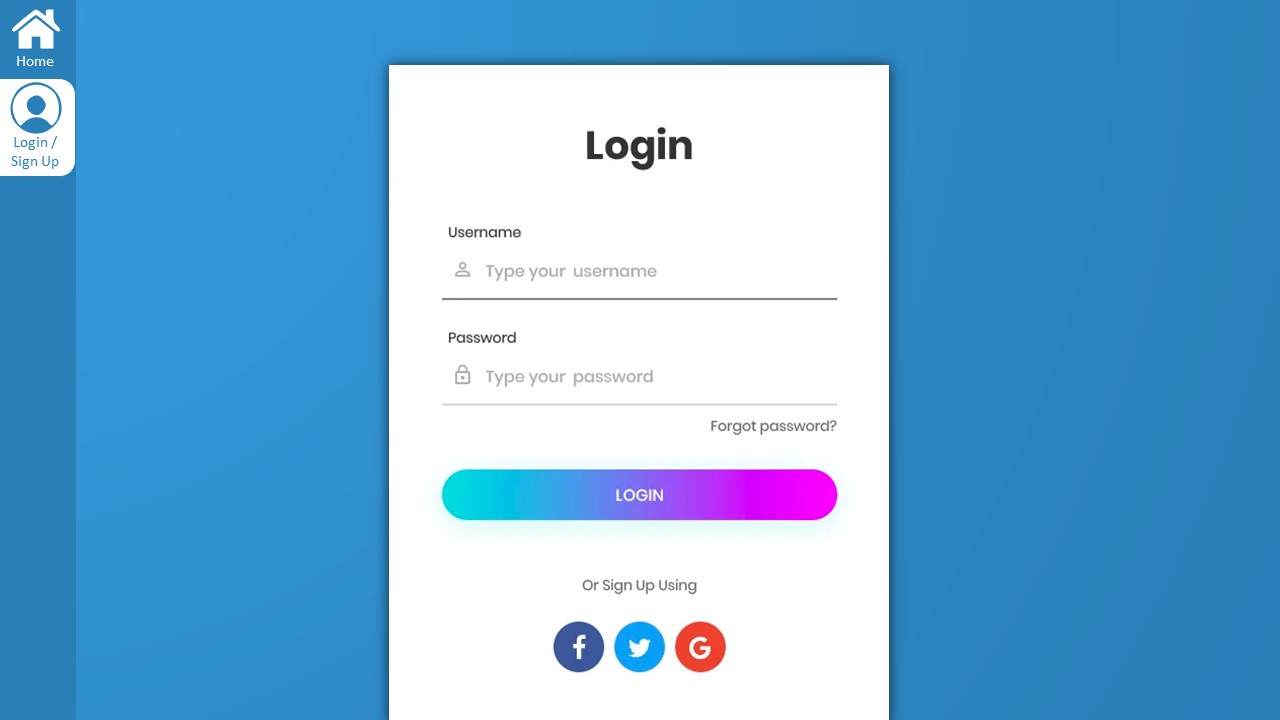 Home
Login /
Sign Up
Login
Username
Type your username
Password
Type your password
Forgot password?
LOGIN
Or Sign Up Using